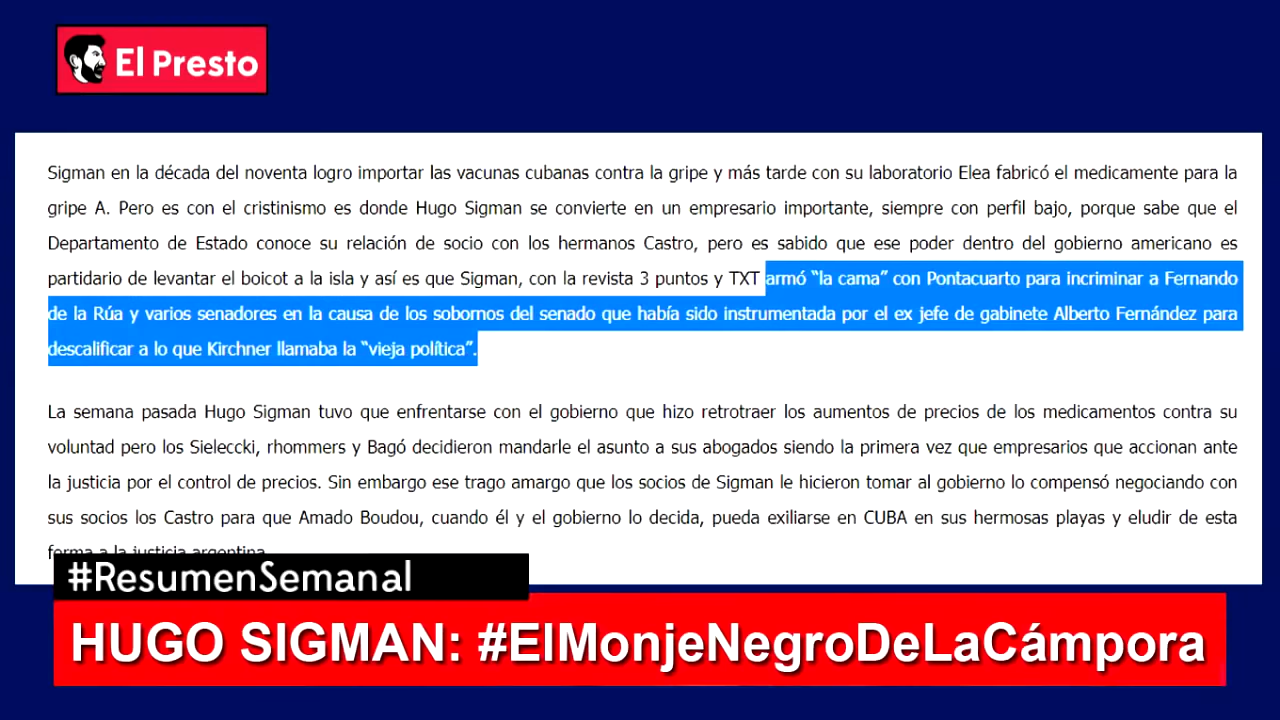 El Presto
Sigman en la década del noventa logro importar las vacunas cubanas contra la gripe y más tarde con su laboratorio Elea fabricó el medicamente para la
gripe A. Pero es con el cristinismo es donde Hugo Sigman se convierte en un empresario importante, siempre con perfil bajo, porque sabe que el
Departamento de Estado conoce su relación de socio con los hermanos Castro, pero es sabido que ese poder dentro del gobierno americano es
partidario de levantar el boicot a la isla y así es que Sigman, con la revista 3 puntos y TXT armó “la cama” con Pontacuarto para incriminar a Fernando
de la Rúa y varios senadores en la causa de los sobornos del senado que había sido instrumentada por el ex jefe de gabinete Alberto Fernández para
descalificar a lo que Kirchner llamaba la “vieja política”.
La semana pasada Hugo Sigman tuvo que enfrentarse con el gobierno que hizo retrotraer los aumentos de precios de los medicamentos contra su
voluntad pero los Sieleccki, rhommers y Bagó decidieron mandarle el asunto a sus abogados siendo la primera vez que empresarios que accionan ante
la justicia por el control de precios. Sin embargo ese trago amargo que los socios de Sigman le hicieron tomar al gobierno lo compensó negociando con
sus socios los Castro para que Amado Boudou, cuando él y el gobierno lo decida, pueda exiliarse en CUBA en sus hermosas playas y eludir de esta
forma a la justicia argentina
#ResumenSemanal
HUGO SIGMAN: #ElMonjeNegroDeLaCámpora